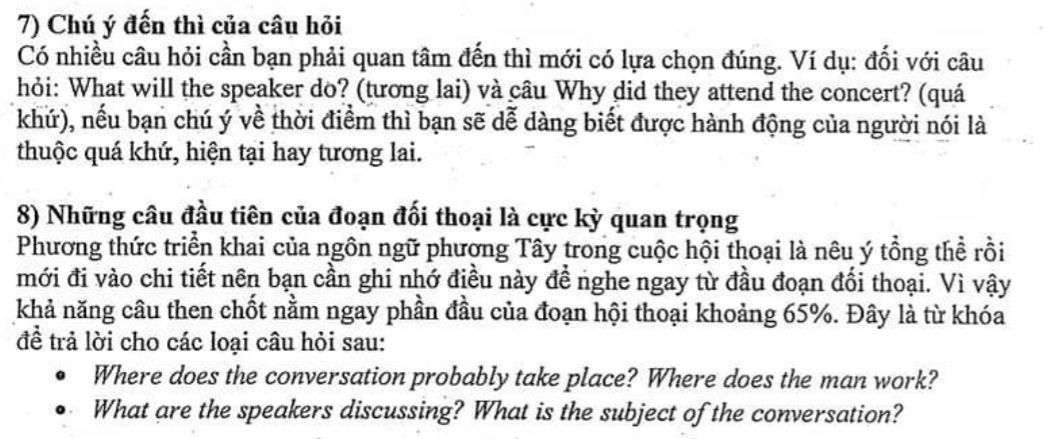 7) Chú ý đến thì của câu hỏi
Có nhiều câu hỏi cần bạn phải quan tâm đến thì mới có lựa chọn đúng. Ví dụ: đối với câu
hỏi: What will the speaker do? (tương lai) và câu Why did they attend the concert? (quá
khứ), nếu bạn chú ý về thời điểm thì bạn sẽ dễ dàng biết được hành động của người nói là
thuộc quá khứ, hiện tại hay tương lai.
8) Những câu đầu tiên của đoạn đối thoại là cực kỳ quan trọng
Phương thức triển khai của ngôn ngữ phương Tây trong cuộc hội thoại là nêu ý tổng thể rồi
mới đi vào chi tiết nên bạn cần ghi nhớ điều này để nghe ngay từ đầu đoạn đối thoại. Vì vậy
khả năng câu then chốt nằm ngay phần đầu của đoạn hội thoại khoảng 65%. Đây là từ khóa
để trả lời cho các loại câu hỏi sau:
• Where does the conversation probably take place? Where does the man work?
• What are the speakers discussing? What is the subject of the conversation?